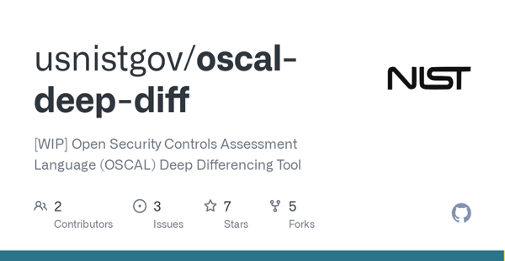 usnistgov/oscal-
deep-diff
NIST
[WIP] Open Security Controls Assessment
Language (OSCAL) Deep Differencing Tool
2
Contributors
3
Issues
7
Stars
5
Forks